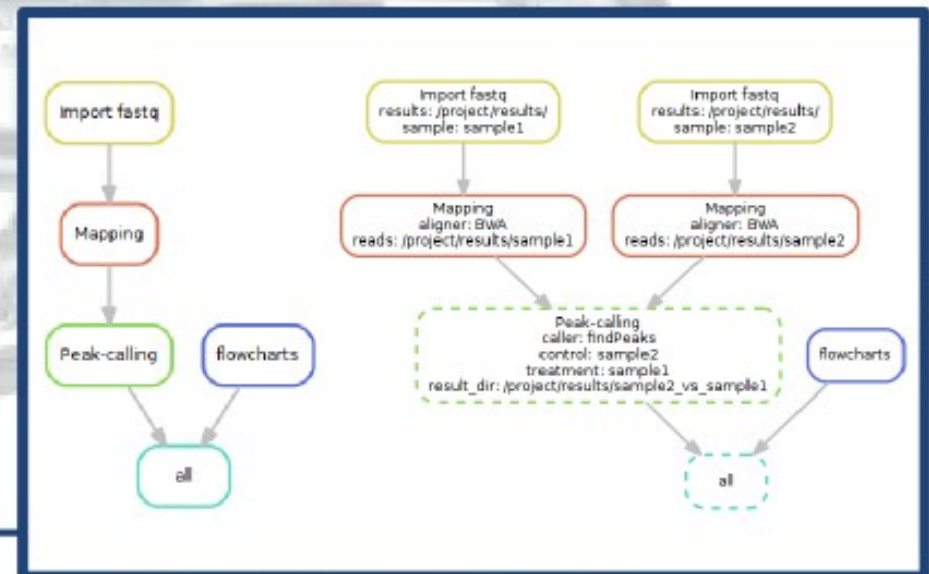 Import fastq
Mapping
Peak-calling
flowcharts
all
Import fastq
results: /project/results/
sample: sample1
Import fastq
results: /project/results/
sample: sample2
Mapping
aligner: BWA
reads: /project/results/sample1
Mapping
aligner: BWA
reads: /project/results/sample2
Peak-calling
caller: findPeaks
control: sample2
treatment: sample1
result_dir: /project/results/sample2_vs_sample1
flowcharts
all